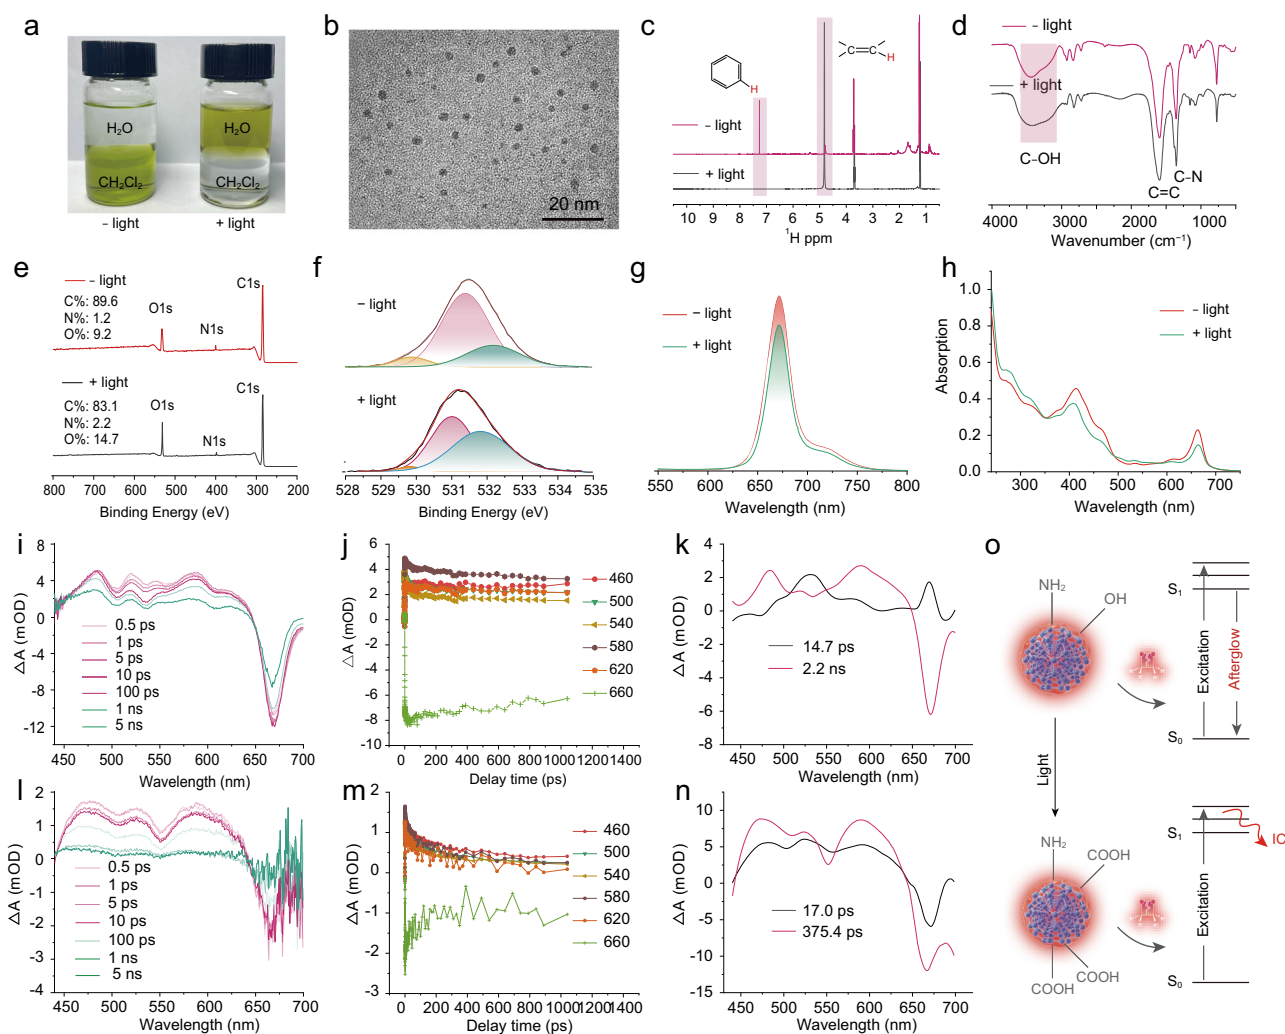 a
H₂O
H₂O
CH₂Cl₂
CH₂Cl₂
– light
+ light
b
20 nm
c
H
H
– light
+ light
10 9 8 7 6 5 4 3 2 1
¹H ppm
d
– light
+ light
C–OH
C–N
C=C
4000 3000 2000 1000
Wavenumber (cm⁻¹)
e
– light
C%: 89.6
N%: 1.2
O%: 9.2
O1s
N1s
C1s
+ light
C%: 83.1
N%: 2.2
O%: 14.7
O1s
N1s
C1s
800 700 600 500 400 300 200
Binding Energy (eV)
f
– light
+ light
528 529 530 531 532 533 534 535
Binding Energy (eV)
g
– light
+ light
550 600 650 700 750 800
Wavelength (nm)
h
Absorption
1.0
0.8
0.6
0.4
0.2
0.0
– light
+ light
300 400 500 600 700
Wavelength (nm)
i
△A (mOD)
8
4
0
-4
-8
-12
0.5 ps
1 ps
5 ps
10 ps
100 ps
1 ns
5 ns
450 500 550 600 650 700
Wavelength (nm)
j
△A (mOD)
6
4
2
0
-2
-4
-6
-8
-10
460
500
540
580
620
660
0 200 400 600 800 1000 1200 1400
Delay time (ps)
k
△A (mOD)
4
2
0
-2
-4
-6
-8
14.7 ps
2.2 ns
450 500 550 600 650 700
Wavelength (nm)
l
△A (mOD)
2
1
0
-1
-2
-3
-4
0.5 ps
1 ps
5 ps
10 ps
100 ps
1 ns
5 ns
450 500 550 600 650 700
Wavelength (nm)
m
△A (mOD)
2
1
0
-1
-2
-3
460
500
540
580
620
660
0 200 400 600 800 1000 1200 1400
Delay time (ps)
n
△A (mOD)
10
5
0
-5
-10
-15
17.0 ps
375.4 ps
450 500 550 600 650 700
Wavelength (nm)
o
NH₂
OH
S₁
Excitation
Afterglow
S₀
Light
NH₂
COOH
COOH
COOH
S₁
IC
Excitation
S₀